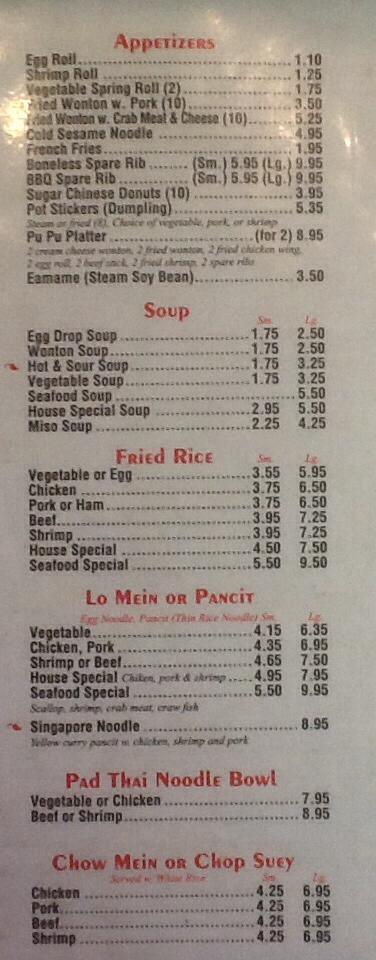 Appetizers
Egg Roll 1.10
Shrimp Roll 1.25
Vegetable Spring Roll (2) 1.75
Fried Wonton w. Pork (10) 3.50
Fried Wonton w. Crab Meat & Cheese (10) 5.25
Cold Sesame Noodle 4.95
French Fries 1.95
Boneless Spare Rib (Sm.) 5.95 (Lg.) 9.95
BBQ Spare Rib (Sm.) 5.95 (Lg.) 9.95
Sugar Chinese Donuts (10) 3.95
Pot Stickers (Dumpling) 5.35
Steam or fried (8), Choice of vegetable, pork, or shrimp
Pu Pu Platter (for 2) 8.95
2 cream cheese wonton, 2 fried wonton, 2 fried chicken wing,
2 egg roll, 2 beef stick, 2 fried shrimp, 2 spare ribs
Eamame (Steam Soy Bean) 3.50
Soup
Sm. Lg.
Egg Drop Soup 1.75 2.50
Wonton Soup 1.75 2.50
Hot & Sour Soup 1.75 3.25
Vegetable Soup 1.75 3.25
Seafood Soup 5.50
House Special Soup 2.95 5.50
Miso Soup 2.25 4.25
Fried Rice Sm. Lg.
Vegetable or Egg 3.55 5.95
Chicken 3.75 6.50
Pork or Ham 3.75 6.50
Beef 3.95 7.25
Shrimp 3.95 7.25
House Special 4.50 7.50
Seafood Special 5.50 9.50
Lo Mein or Pancit
Egg Noodle, Pancit (Thin Rice Noodle) Sm. Lg.
Vegetable 4.15 6.35
Chicken, Pork 4.35 6.95
Shrimp or Beef 4.65 7.50
House Special Chiken, pork & shrimp 4.95 7.95
Seafood Special 5.50 9.95
Scallop, shrimp, crab meat, craw fish
Singapore Noodle 8.95
Yellow curry pancit w. chicken, shrimp and pork
Pad Thai Noodle Bowl
Vegetable or Chicken 7.95
Beef or Shrimp 8.95
Chow Mein or Chop Suey
Served w. White Rice Sm. Lg.
Chicken 4.25 6.95
Pork 4.25 6.95
Beef 4.25 6.95
Shrimp 4.25 6.95